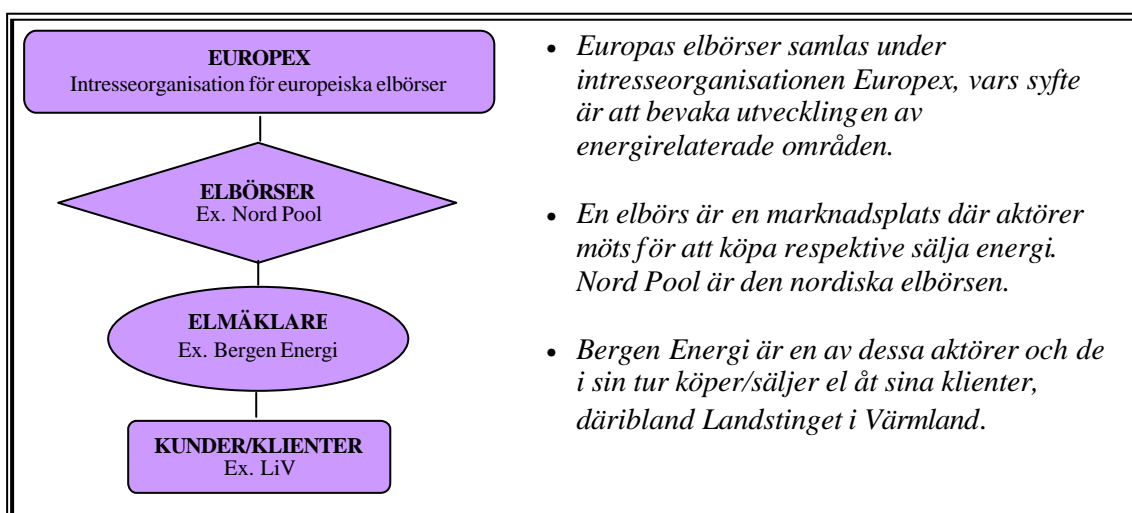 EUROPEX
Intresseorganisation för europeiska elbörser
ELBÖRSER
Ex. Nord Pool
ELMÄKLARE
Ex. Bergen Energi
KUNDER/KLIENTER
Ex. LiV
• Europas elbörser samlas under
intresseorganisationen Europex, vars syfte
är att bevaka utvecklingen av
energirelaterade områden.
• En elbörs är en marknadsplats där aktörer
möts för att köpa respektive sälja energi.
Nord Pool är den nordiska elbörsen.
• Bergen Energi är en av dessa aktörer och de
i sin tur köper/säljer el åt sina klienter,
däribland Landstinget i Värmland.